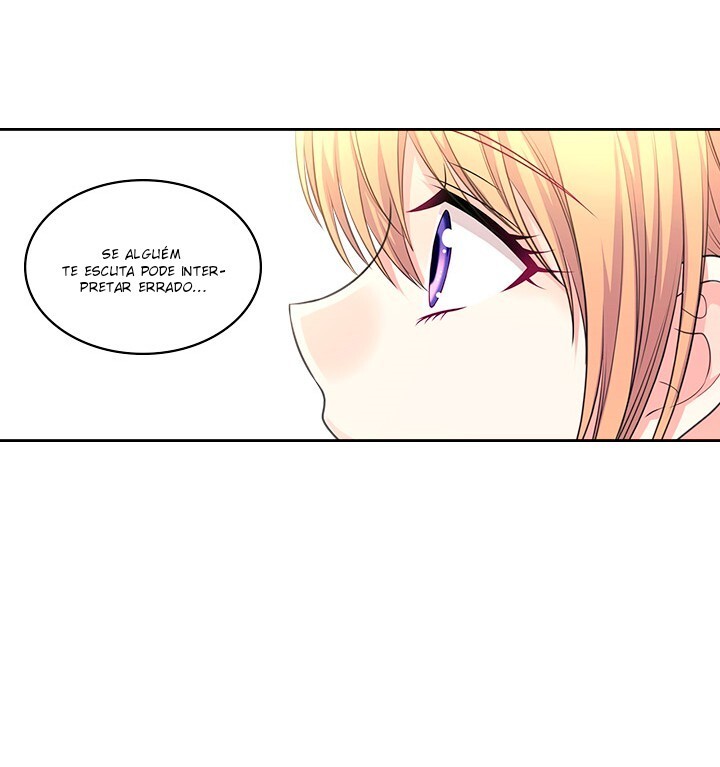 SE ALGUÉM
TE ESCUTA PODE INTER-
PRETAR ERRADO...